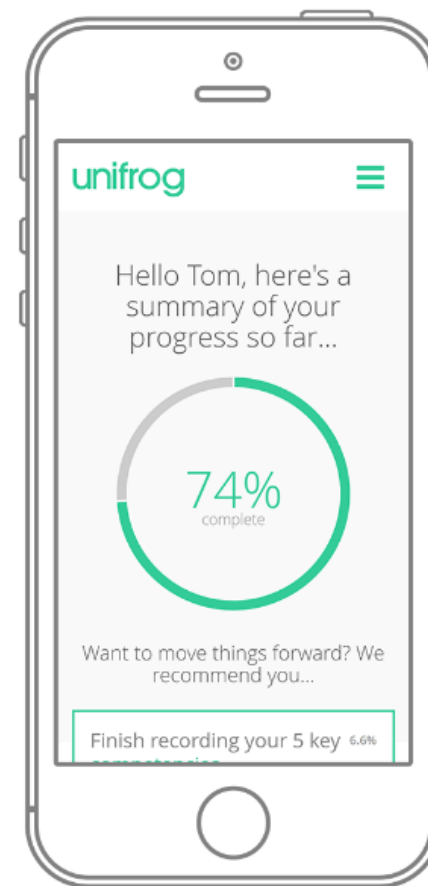 unifrog
Hello Tom, here's a
summary of your
progress so far...
74%
complete
Want to move things forward? We
recommend you...
Finish recording your 5 key 6.6%
competencies